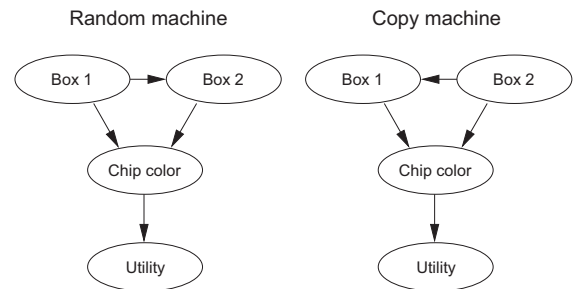 Random machine
Copy machine
Box 1
Box 2
Box 1
Box 2
Chip color
Chip color
Utility
Utility